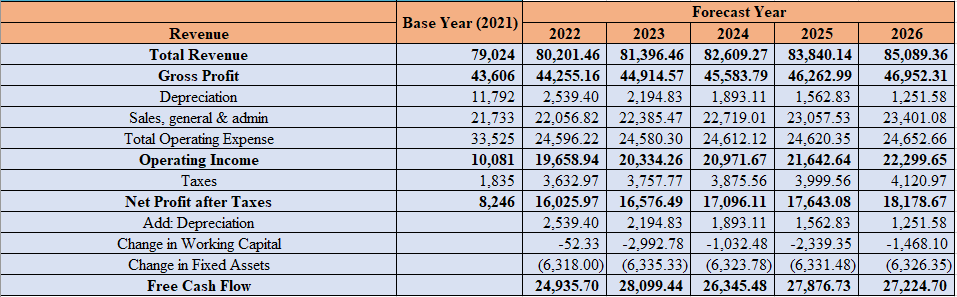 Base Year (2021) Forecast Year
Revenue 2022 2023 2024 2025 2026
Total Revenue 79,024 80,201.46 81,396.46 82,609.27 83,840.14 85,089.36
Gross Profit 43,606 44,255.16 44,914.57 45,583.79 46,262.99 46,952.31
Depreciation 11,792 2,539.40 2,194.83 1,893.11 1,562.83 1,251.58
Sales, general & admin 21,733 22,056.82 22,385.47 22,719.01 23,057.53 23,401.08
Total Operating Expense 33,525 24,596.22 24,580.30 24,612.12 24,620.35 24,652.66
Operating Income 10,081 19,658.94 20,334.26 20,971.67 21,642.64 22,299.65
Taxes 1,835 3,632.97 3,757.77 3,875.56 3,999.56 4,120.97
Net Profit after Taxes 8,246 16,025.97 16,576.49 17,096.11 17,643.08 18,178.67
Add: Depreciation 2,539.40 2,194.83 1,893.11 1,562.83 1,251.58
Change in Working Capital -52.33 -2,992.78 -1,032.48 -2,339.35 -1,468.10
Change in Fixed Assets (6,318.00) (6,335.33) (6,323.78) (6,331.48) (6,326.35)
Free Cash Flow 24,935.70 28,099.44 26,345.48 27,876.73 27,224.70